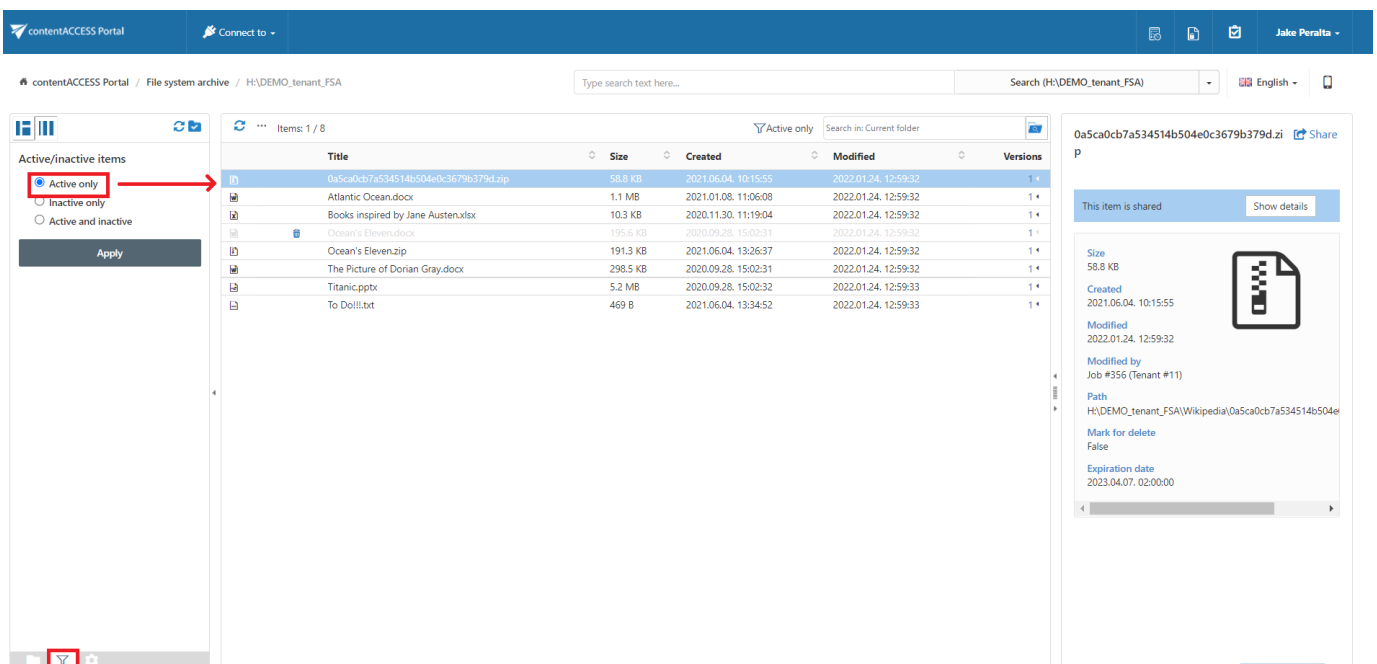 contentACCESS Portal
Connect to
Jake Peralta
contentACCESS Portal / File system archive / H:\DEMO_tenant_FSA
Type search text here...
Search (H:\DEMO_tenant_FSA)
English
Active/inactive items
Active only
Inactive only
Active and inactive
Apply
Items: 1 / 8
Active only
Search in: Current folder
Title Size Created Modified Versions
0a5ca0cb7a534514b504e0c3679b379d.zip 58.8 KB 2021.06.04. 10:15:55 2022.01.24. 12:59:32 1
Atlantic Ocean.docx 1.1 MB 2021.01.08. 11:06:08 2022.01.24. 12:59:32 1
Books inspired by Jane Austen.xlsx 10.3 KB 2020.11.30. 11:19:04 2022.01.24. 12:59:32 1
Ocean's Eleven.docx 195.6 KB 2020.09.28. 15:02:31 2022.01.24. 12:59:32 1
Ocean's Eleven.zip 191.3 KB 2021.06.04. 13:26:37 2022.01.24. 12:59:32 1
The Picture of Dorian Gray.docx 298.5 KB 2020.09.28. 15:02:31 2022.01.24. 12:59:32 1
Titanic.pptx 5.2 MB 2020.09.28. 15:02:32 2022.01.24. 12:59:33 1
To Do!!!.txt 469 B 2021.06.04. 13:34:52 2022.01.24. 12:59:33 1
0a5ca0cb7a534514b504e0c3679b379d.zi
p
Share
This item is shared
Show details
Size
58.8 KB
Created
2021.06.04. 10:15:55
Modified
2022.01.24. 12:59:32
Modified by
Job #356 (Tenant #11)
Path
H:\DEMO_tenant_FSA\Wikipedia\0a5ca0cb7a534514b504e
Mark for delete
False
Expiration date
2023.04.07. 02:00:00